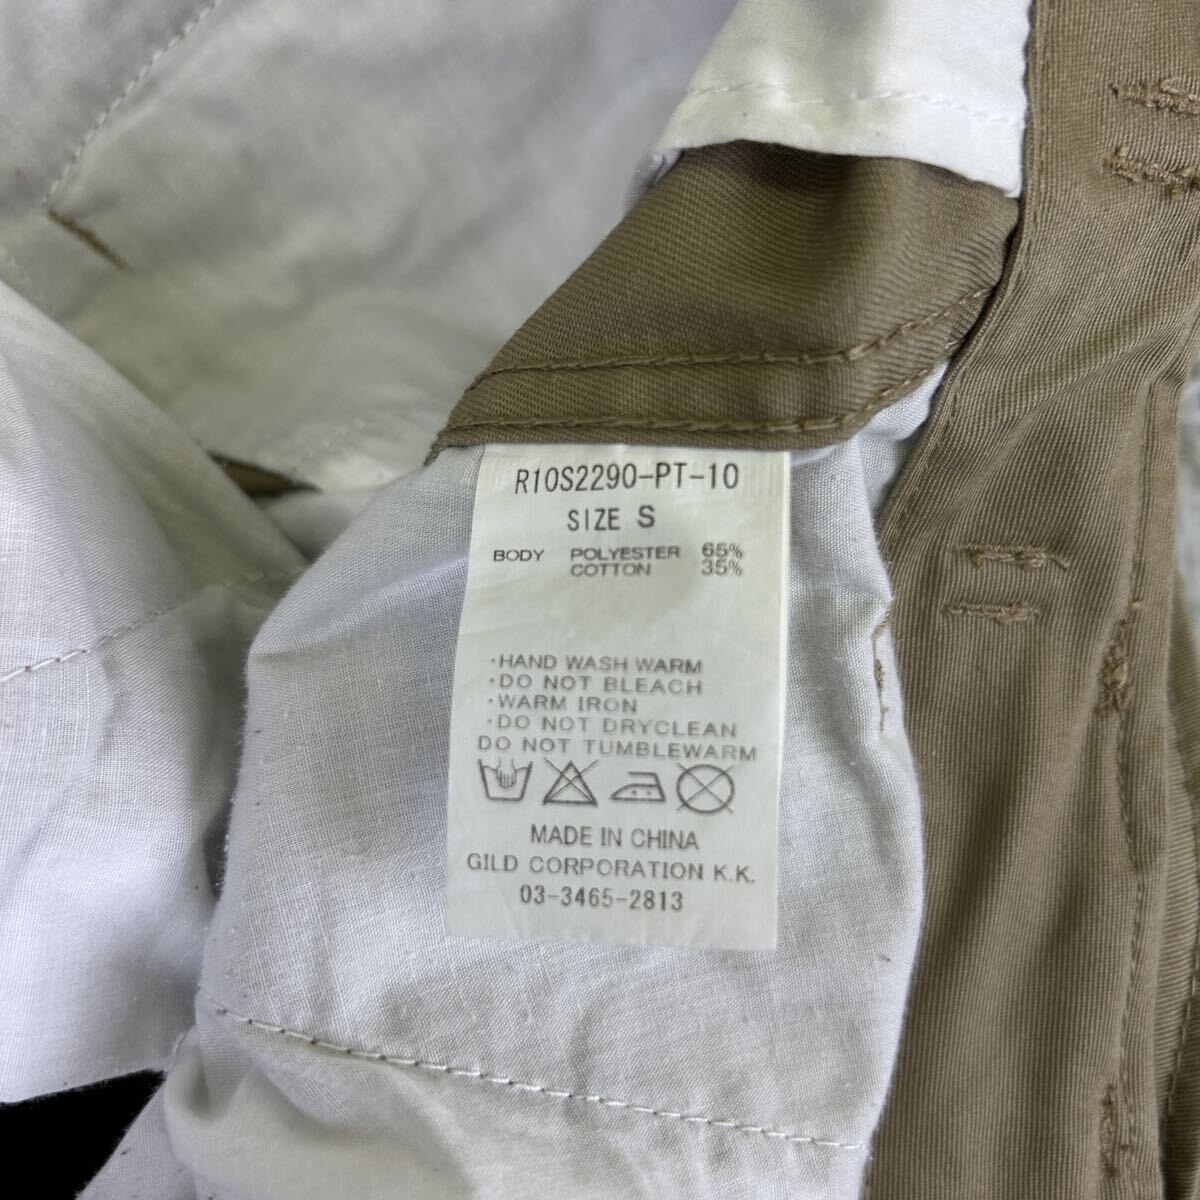 R10S2290-PT-10
SIZE S
BODY POLYESTER 65%
COTTON 35%
・HAND WASH WARM
・DO NOT BLEACH
・WARM IRON
・DO NOT DRYCLEAN
DO NOT TUMBLEWARM
MADE IN CHINA
GILD CORPORATION K.K.
03-3465-2813